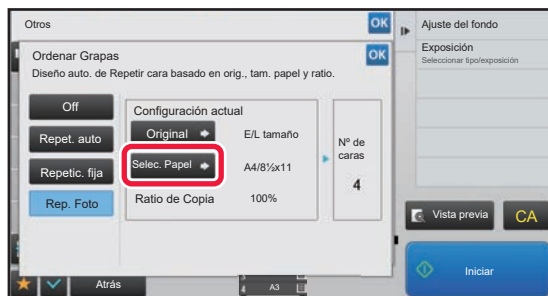 Otros
OK
Ajuste del fondo
Exposición
Seleccionar tipo/exposición
Ordenar Grapas
OK
Diseño auto. de Repetir cara basado en orig., tam. papel y ratio.
Off
Repet. auto
Repetic. fija
Rep. Foto
Configuración actual
Original
E/L tamaño
Selec. Papel
A4/8½x11
Ratio de Copia
100%
Nº de
caras
4
Vista previa
CA
Iniciar
Atrás
4
A3